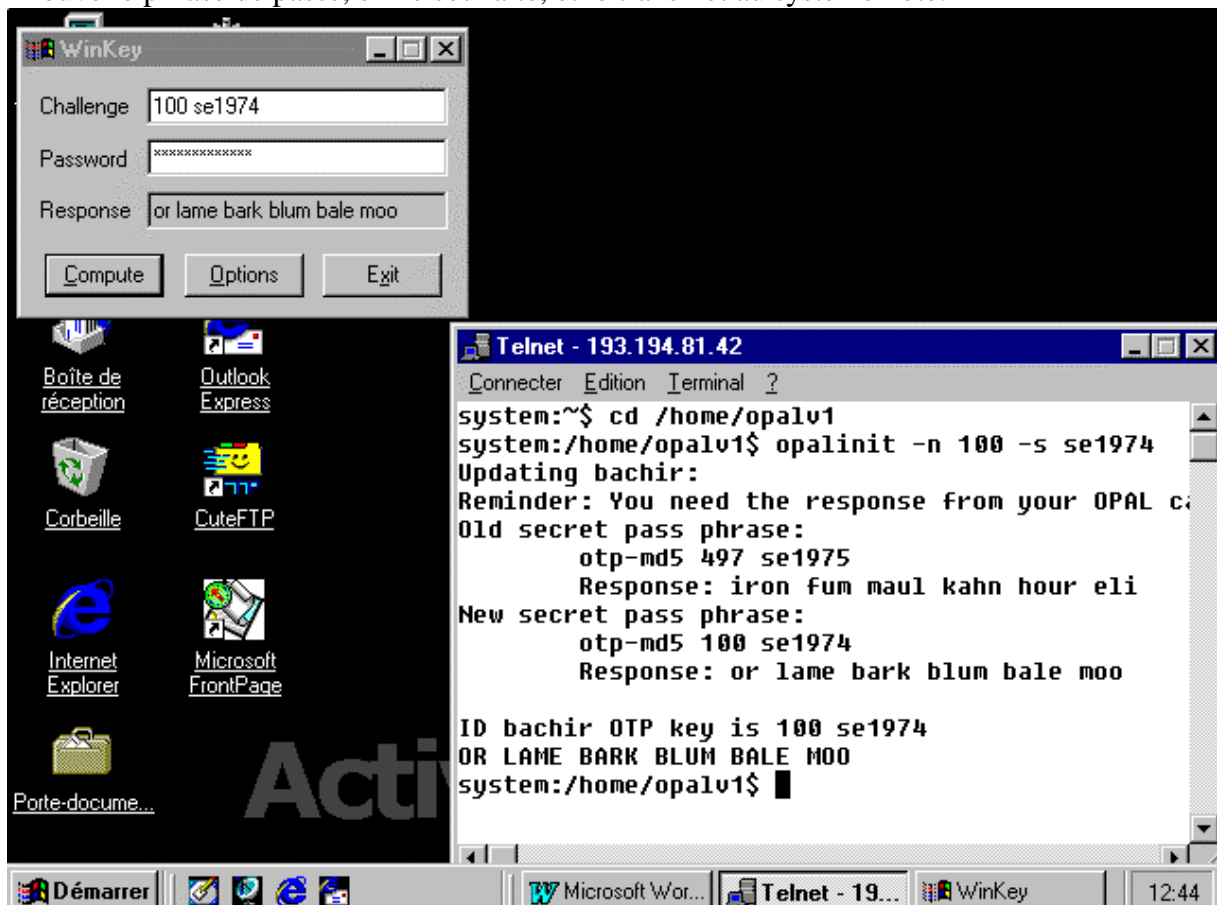 WinKey
Challenge 100 se1974
Password xxxxxxxxxxxxx
Response or lame bark blum bale moo
Compute Options Exit
Boîte de réception
Outlook Express
Corbeille
CuteFTP
Internet Explorer
Microsoft FrontPage
Porte-docume...
Acti
Telnet - 193.194.81.42
Connecter Edition Terminal ?
system:~$ cd /home/opalv1
system:/home/opalv1$ opalinit -n 100 -s se1974
Updating bachir:
Reminder: You need the response from your OPAL
Old secret pass phrase:
otp-md5 497 se1975
Response: iron fum maul kahn hour eli
New secret pass phrase:
otp-md5 100 se1974
Response: or lame bark blum bale moo
ID bachir OTP key is 100 se1974
OR LAME BARK BLUM BALE MOO
system:/home/opalv1$
Démarrer Microsoft Wor... Telnet - 19... WinKey 12:44